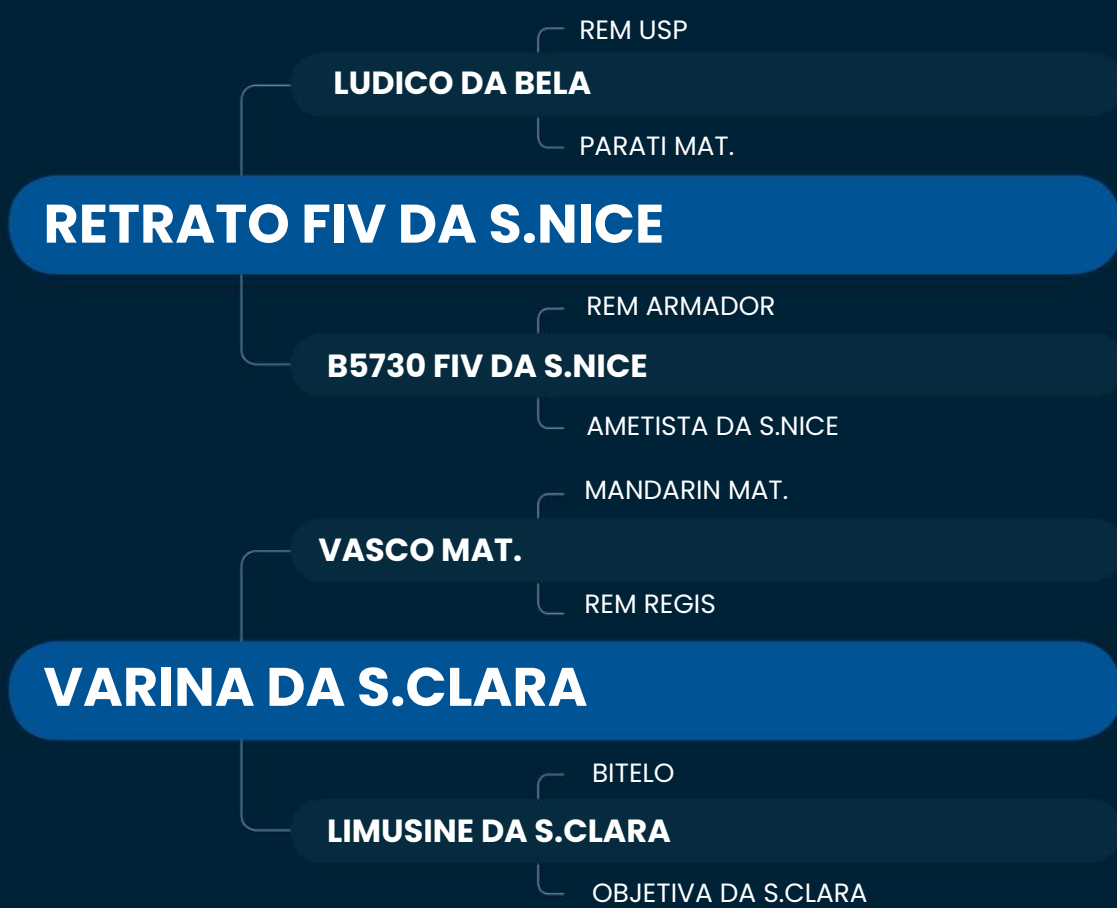 REM USP
LUDICO DA BELA
PARATI MAT.
RETRATO FIV DA S.NICE
REM ARMADOR
B5730 FIV DA S.NICE
AMETISTA DA S.NICE
MANDARIN MAT.
VASCO MAT.
REM REGIS
VARINA DA S.CLARA
BITELO
LIMUSINE DA S.CLARA
OBJETIVA DA S.CLARA